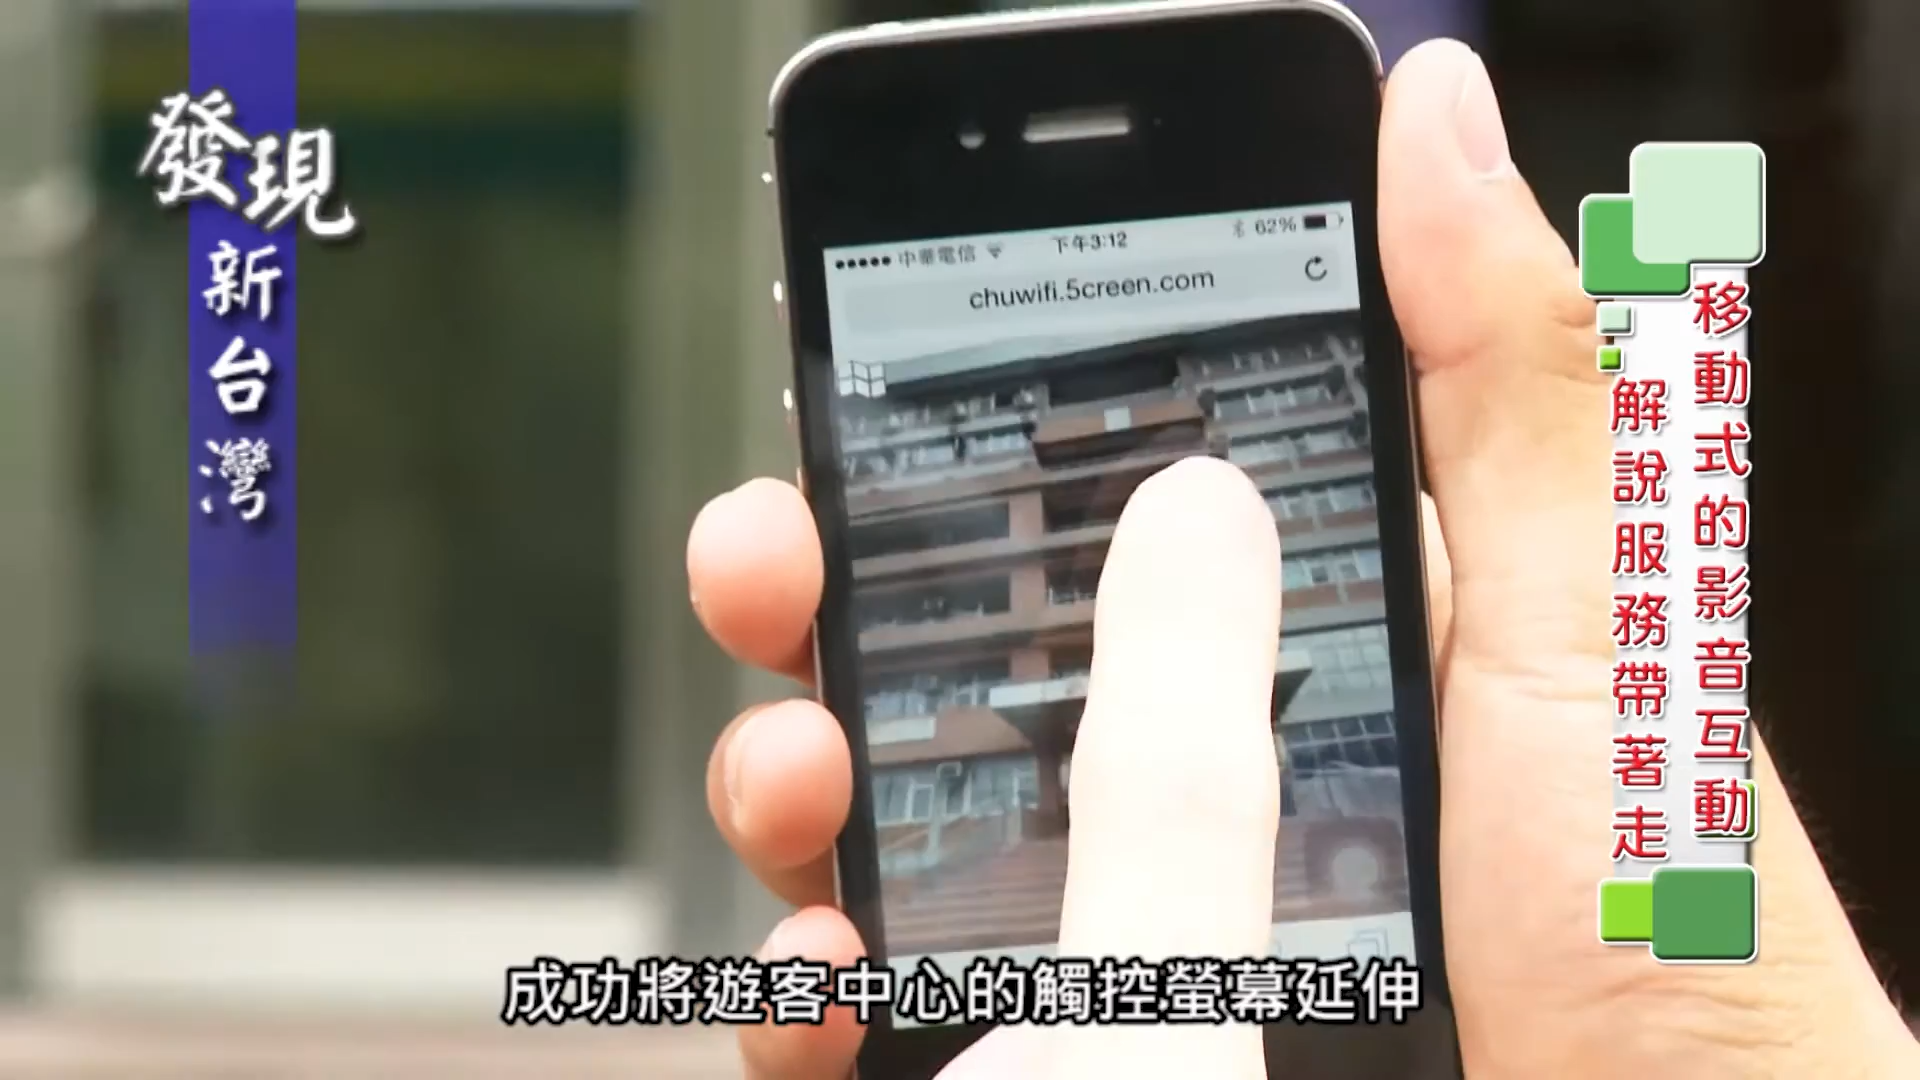 發現新台灣
中華電信 下午3:12 62%
chuwifi.5creen.com
移動式的影音互動
解說服務帶著走
成功將遊客中心的觸控螢幕延伸